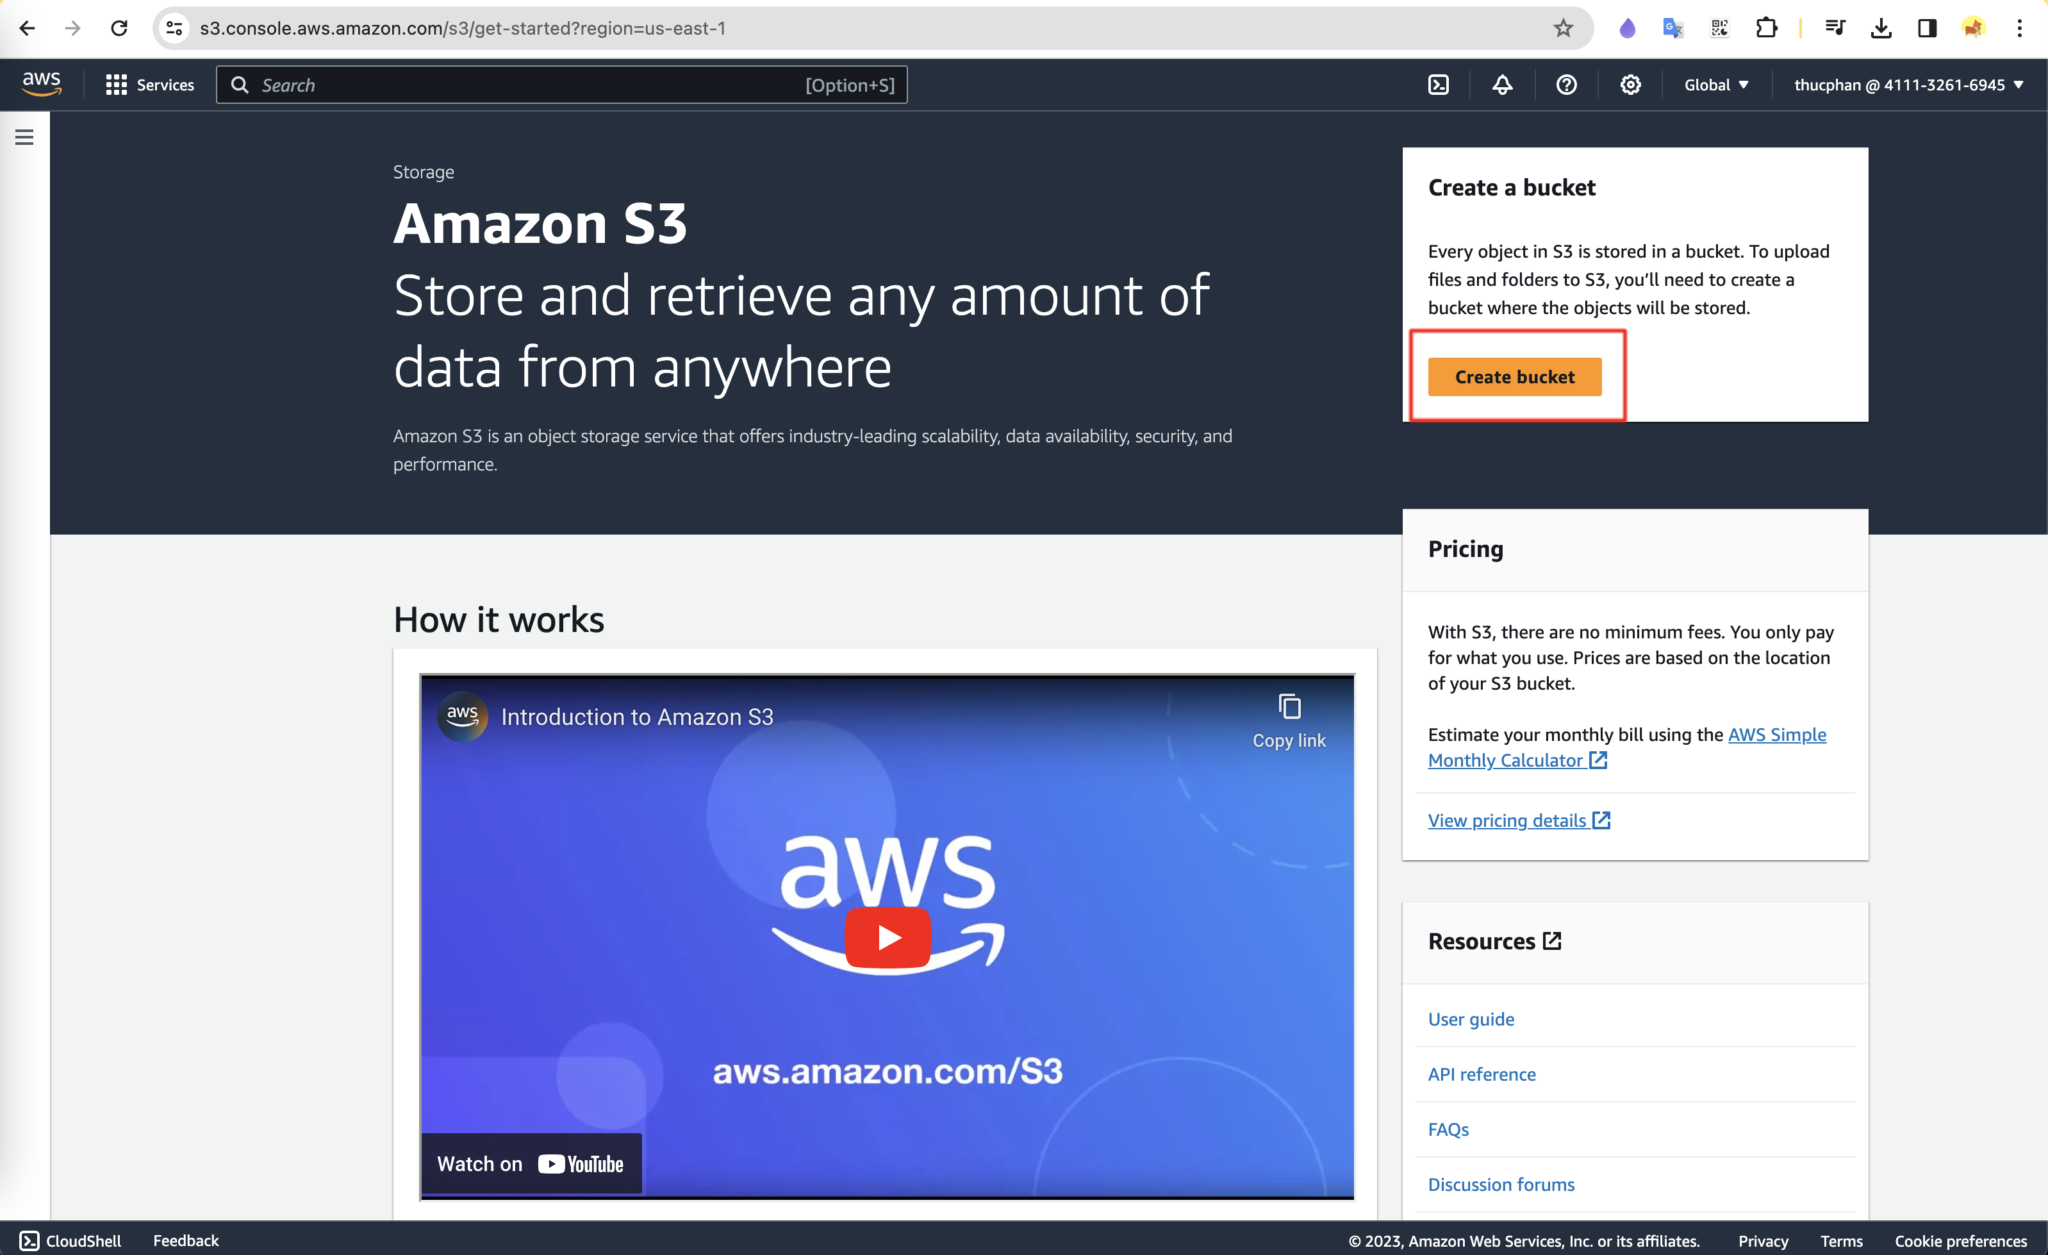 s3.console.aws.amazon.com/s3/get-started?region=us-east-1
aws
Services
Search
[Option+S]
Global
thucphan @ 4111-3261-6945
Storage
Amazon S3
Store and retrieve any amount of
data from anywhere
Amazon S3 is an object storage service that offers industry-leading scalability, data availability, security, and
performance.
Create a bucket
Every object in S3 is stored in a bucket. To upload
files and folders to S3, you'll need to create a
bucket where the objects will be stored.
Create bucket
How it works
aws
Introduction to Amazon S3
Copy link
aws
aws.amazon.com/S3
Watch on YouTube
Pricing
With S3, there are no minimum fees. You only pay
for what you use. Prices are based on the location
of your S3 bucket.
Estimate your monthly bill using the AWS Simple
Monthly Calculator
View pricing details
Resources
User guide
API reference
FAQs
Discussion forums
CloudShell
Feedback
© 2023, Amazon Web Services, Inc. or its affiliates.
Privacy
Terms
Cookie preferences